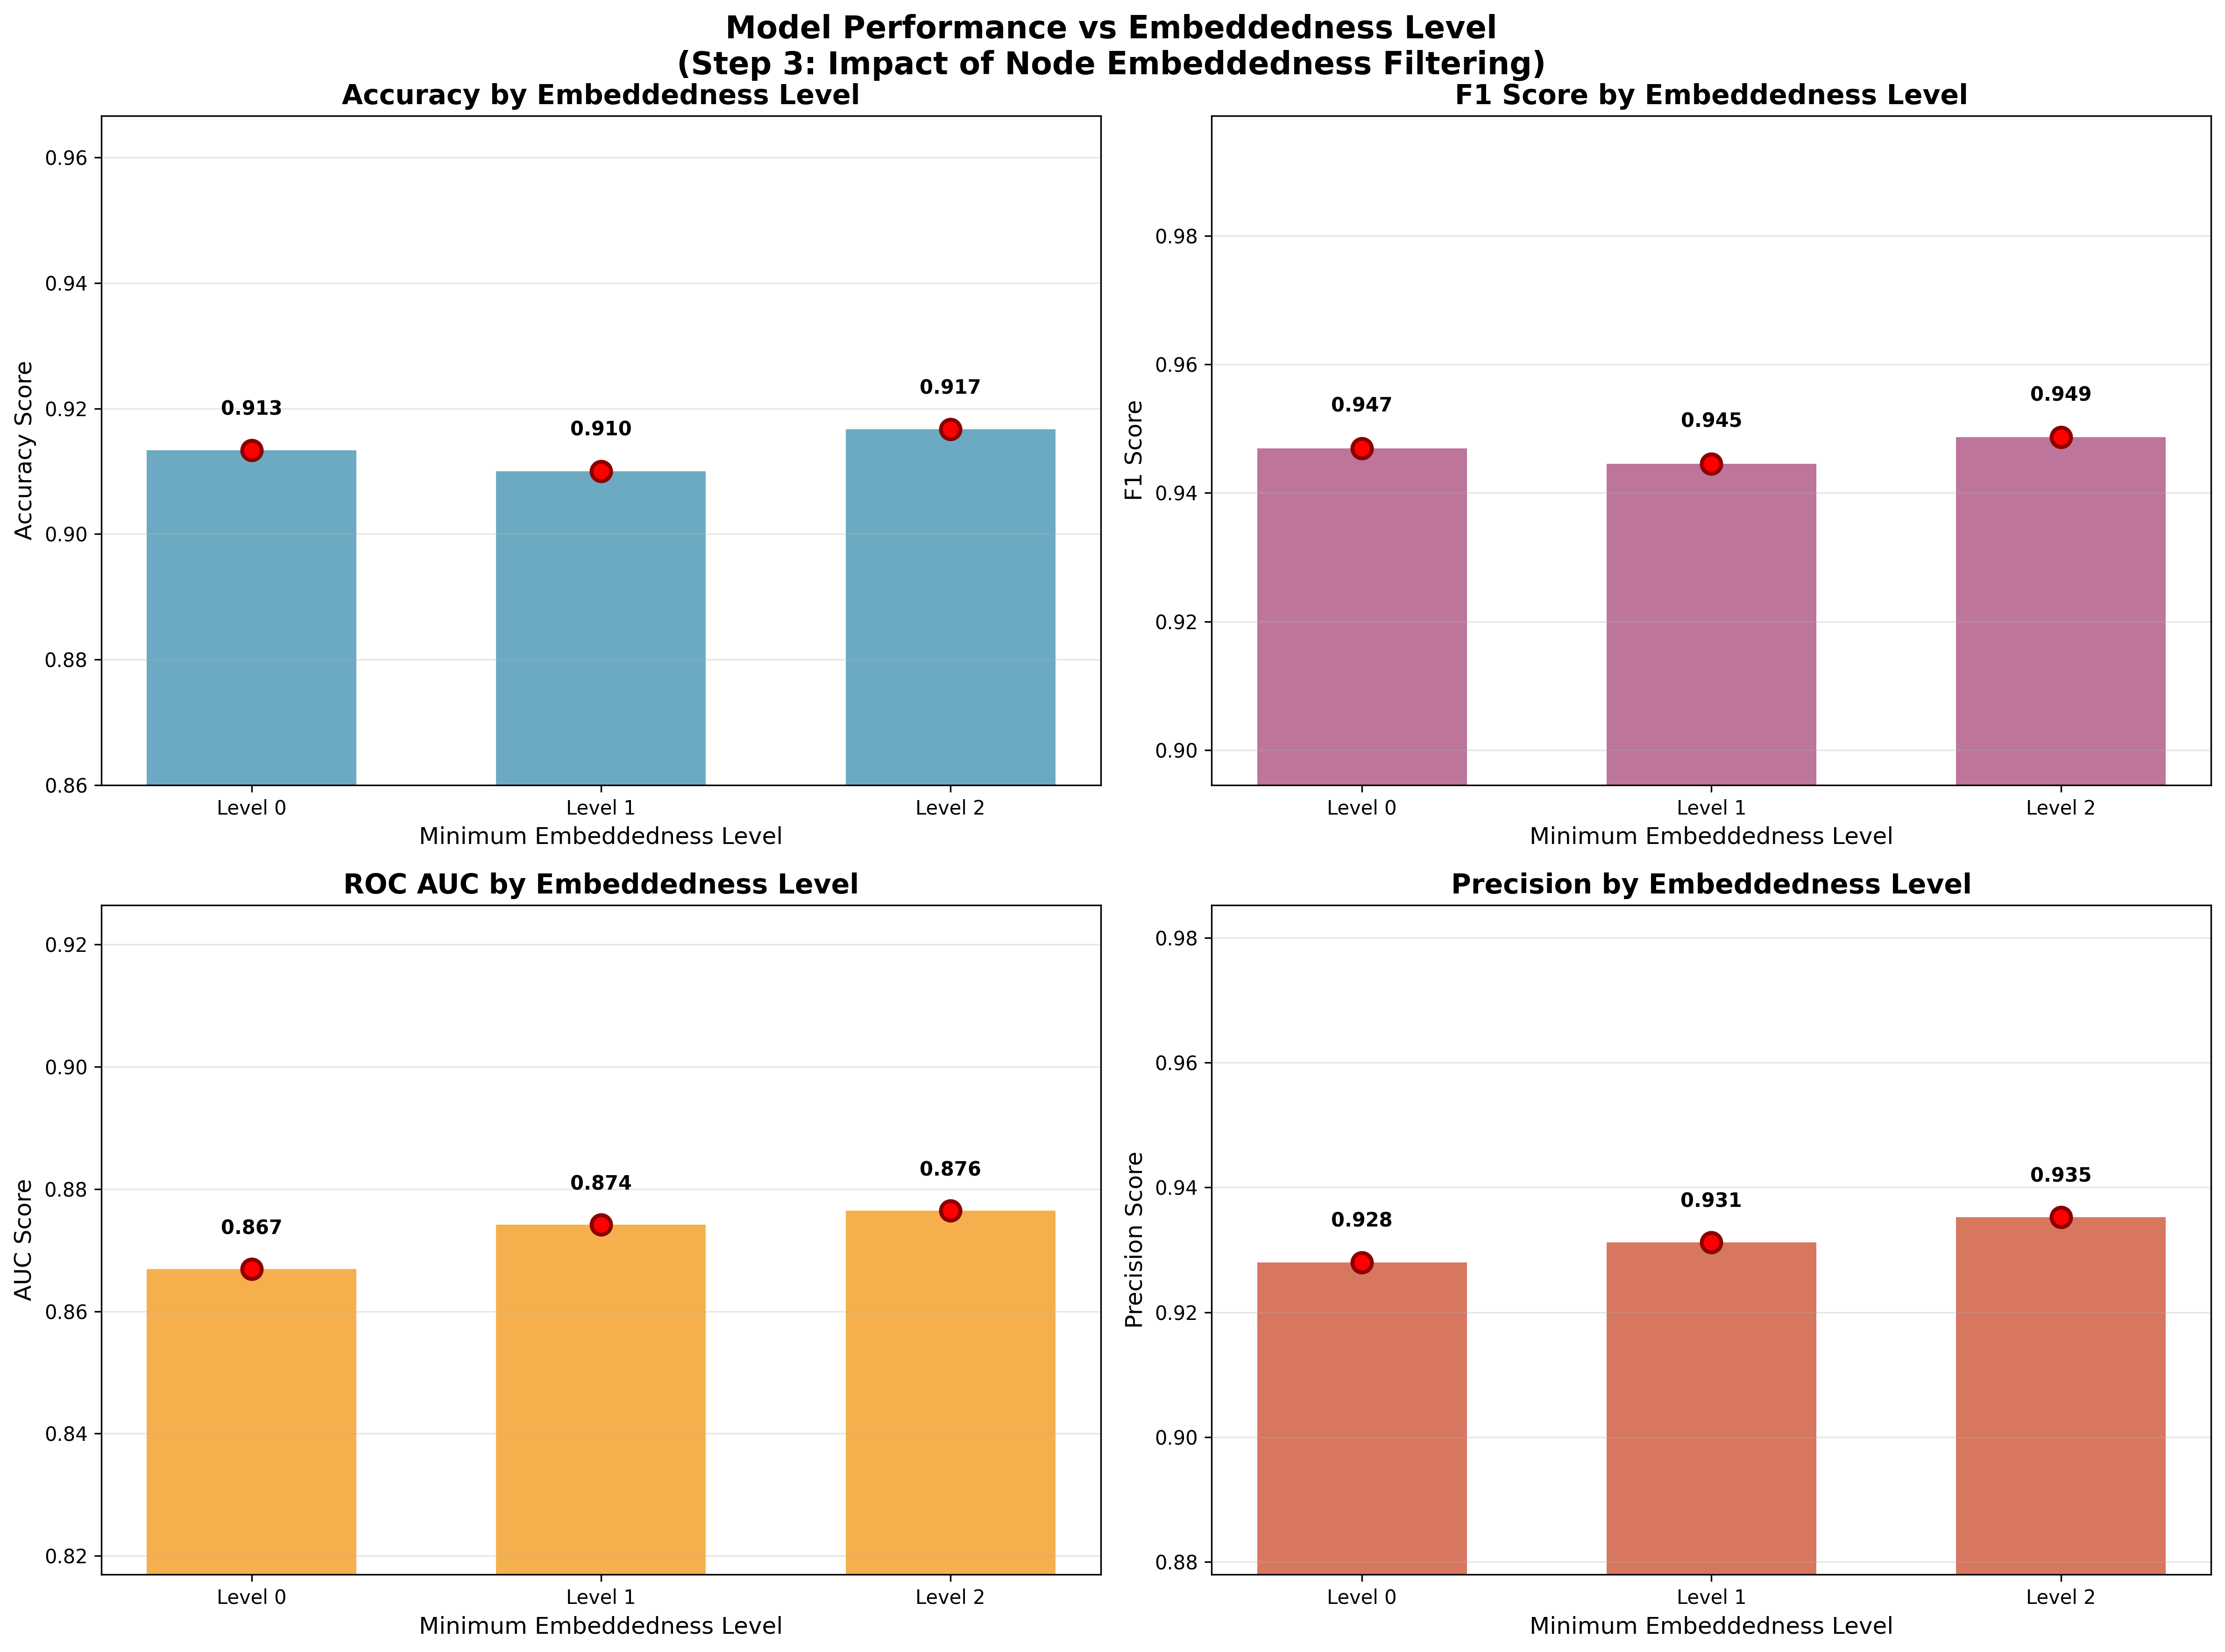 Model Performance vs Embeddedness Level
(Step 3: Impact of Node Embeddedness Filtering)
Accuracy by Embeddedness Level
0.96
0.94
0.92
0.90
0.88
0.86
Accuracy Score
0.913
0.910
0.917
Level 0
Level 1
Level 2
Minimum Embeddedness Level
F1 Score by Embeddedness Level
0.98
0.96
0.94
0.92
0.90
F1 Score
0.947
0.945
0.949
Level 0
Level 1
Level 2
Minimum Embeddedness Level
ROC AUC by Embeddedness Level
0.92
0.90
0.88
0.86
0.84
0.82
AUC Score
0.867
0.874
0.876
Level 0
Level 1
Level 2
Minimum Embeddedness Level
Precision by Embeddedness Level
0.98
0.96
0.94
0.92
0.90
0.88
Precision Score
0.928
0.931
0.935
Level 0
Level 1
Level 2
Minimum Embeddedness Level